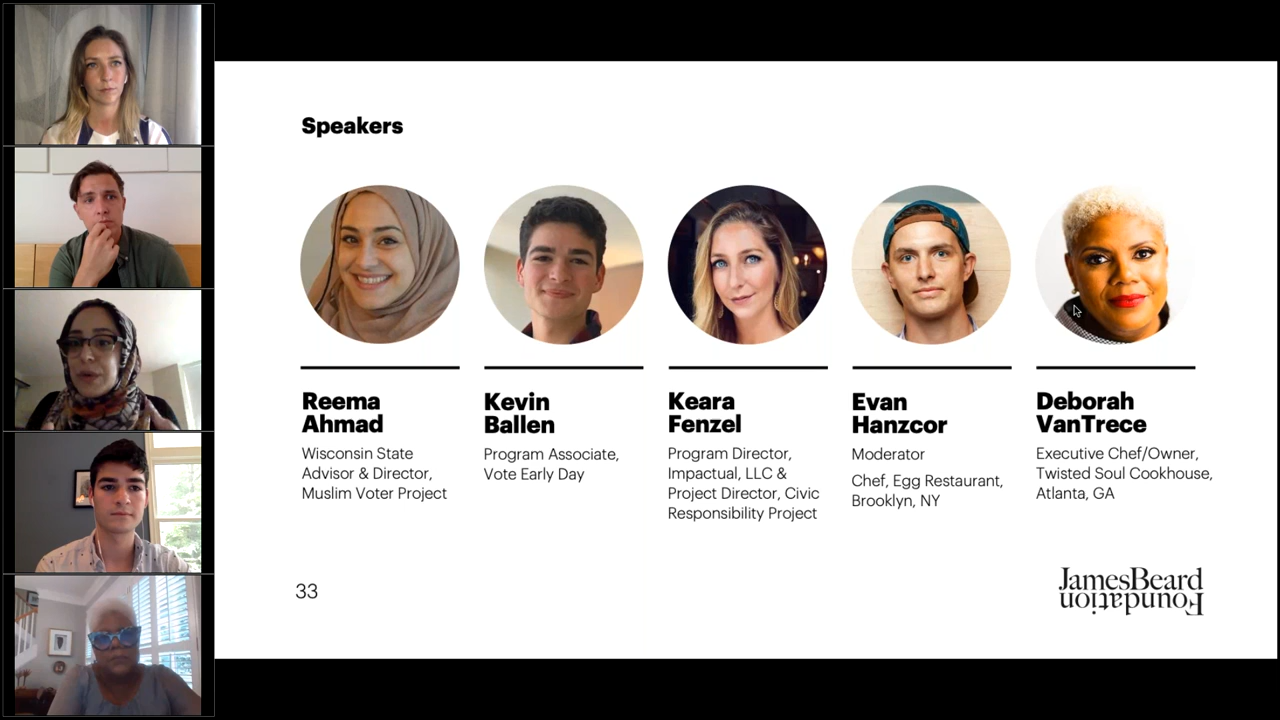 Speakers
Reema
Ahmad
Wisconsin State
Advisor & Director,
Muslim Voter Project
Kevin
Ballen
Program Associate,
Vote Early Day
Keara
Fenzel
Program Director,
Impactual, LLC &
Project Director, Civic
Responsibility Project
Evan
Hanzcor
Moderator
Chef, Egg Restaurant,
Brooklyn, NY
Deborah
VanTrece
Executive Chef/Owner,
Twisted Soul Cookhouse,
Atlanta, GA
33
JamesBeard
Foundation